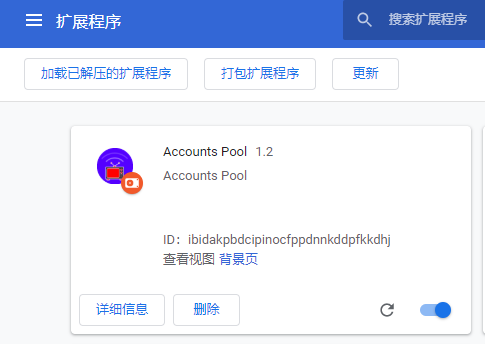 扩展程序
搜索扩展程序
加载已解压的扩展程序 打包扩展程序 更新
Accounts Pool 1.2
Accounts Pool
ID：ibidakpbdcipinocfppdnnkddpfkkdhj
查看视图 背景页
详细信息 删除